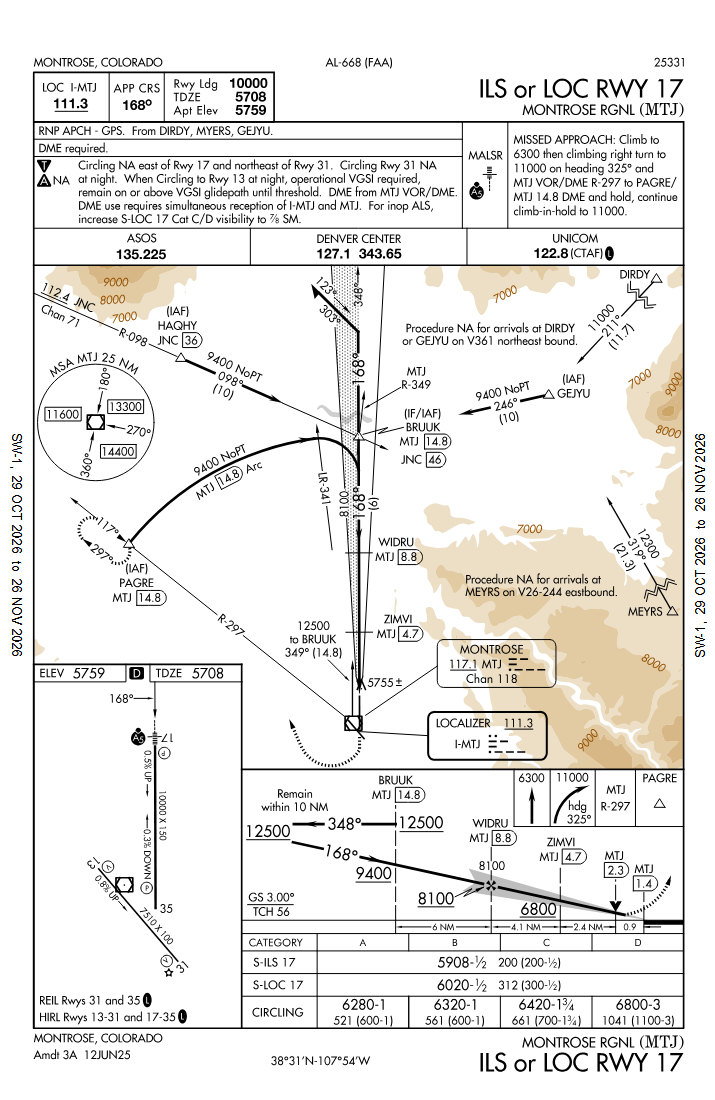 MONTROSE, COLORADO
AL-668 (FAA)
25331
LOC I-MTJ
111.3
APP CRS
168°
Rwy Ldg 10000
TDZE 5708
Apt Elev 5759
ILS or LOC RWY 17
MONTROSE RGNL (MTJ)
RNP APCH - GPS. From DIRDY, MYERS, GEJYU.
DME required.
T
A NA
Circling NA east of Rwy 17 and northeast of Rwy 31. Circling Rwy 31 NA
at night. When Circling to Rwy 13 at night, operational VGSI required,
remain on or above VGSI glidepath until threshold. DME from MTJ VOR/DME.
DME use requires simultaneous reception of I-MTJ and MTJ. For inop ALS,
increase S-LOC 17 Cat C/D visibility to ⅞ SM.
MALSR
A5
MISSED APPROACH: Climb to
6300 then climbing right turn to
11000 on heading 325° and
MTJ VOR/DME R-297 to PAGRE/
MTJ 14.8 DME and hold, continue
climb-in-hold to 11000.
ASOS
135.225
DENVER CENTER
127.1 343.65
UNICOM
122.8 (CTAF) L
9000
8000
7000
112.4 JNC
Chan 71
R-098
(IAF)
HAQHY
JNC 36
9400 NoPT
098°
(10)
123°
303°
348°
168°
7000
DIRDY
11000
211°
(11.7)
Procedure NA for arrivals at DIRDY
or GEJYU on V361 northeast bound.
MTJ
R-349
9400 NoPT
246°
(10)
(IAF)
GEJYU
7000
9000
8000
MSA MTJ 25 NM
180°
11600
13300
270°
14400
360°
(IF/IAF)
BRUUK
MTJ 14.8
JNC 46
9400 NoPT
MTJ 14.8 Arc
LR-341
8100
168°
(6)
7000
12300
319°
(21.3)
117°
297°
(IAF)
PAGRE
MTJ 14.8
WIDRU
MTJ 8.8
Procedure NA for arrivals at
MEYRS on V26-244 eastbound.
MEYRS
R-297
12500
to BRUUK
349° (14.8)
ZIMVI
MTJ 4.7
MONTROSE
117.1 MTJ
Chan 118
8000
5755±
LOCALIZER 111.3
I-MTJ
9000
ELEV 5759
D
TDZE 5708
168°
A5
17
P
0.5% UP
10000 X 150
0.3% DOWN
P
V
13
0.8% UP
35
7510 X 100
V
31
REIL Rwys 31 and 35 L
HIRL Rwys 13-31 and 17-35 L
Remain
within 10 NM
BRUUK
MTJ 14.8
12500
348°
12500
168°
9400
WIDRU
MTJ 8.8
8100
8100
ZIMVI
MTJ 4.7
6800
6300
11000
hdg
325°
MTJ
R-297
PAGRE
MTJ
2.3
MTJ
1.4
GS 3.00°
TCH 56
6 NM
4.1 NM
2.4 NM
0.9
CATEGORY A B C D
S-ILS 17 5908-½ 200 (200-½)
S-LOC 17 6020-½ 312 (300-½)
CIRCLING
6280-1 6320-1 6420-1¾ 6800-3
521 (600-1) 561 (600-1) 661 (700-1¾) 1041 (1100-3)
MONTROSE, COLORADO
Amdt 3A 12JUN25
38°31'N-107°54'W
MONTROSE RGNL (MTJ)
ILS or LOC RWY 17
SW-1, 29 OCT 2026 to 26 NOV 2026
SW-1, 29 OCT 2026 to 26 NOV 2026